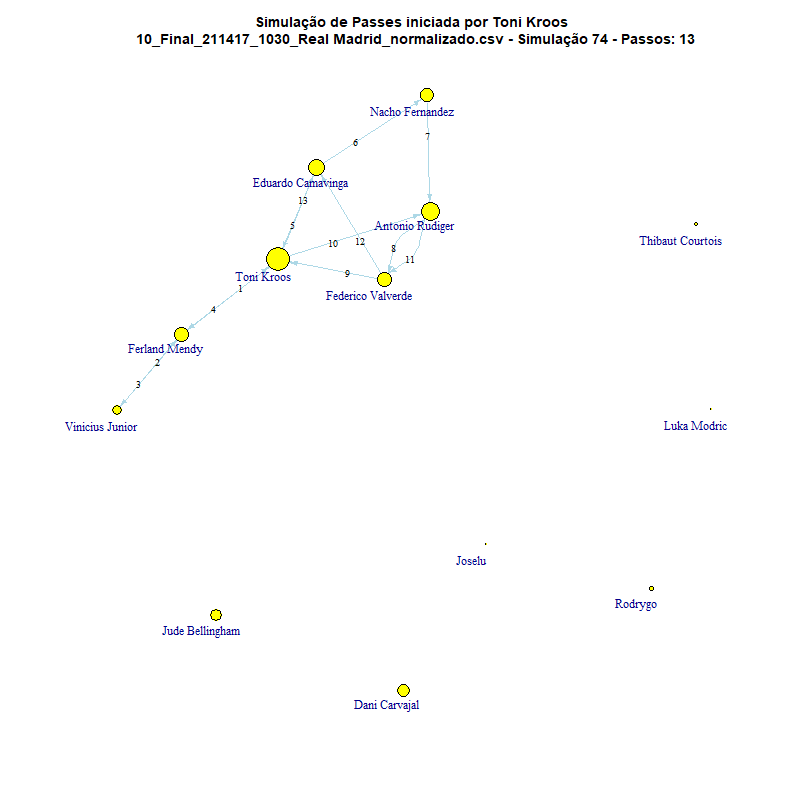 Simulação de Passes iniciada por Toni Kroos
10_Final_211417_1030_Real Madrid_normalizado.csv - Simulação 74 - Passos: 13
Nacho Fernandez
6
7
Eduardo Camavinga
13
5
Antonio Rudiger
10
12
8
11
Thibaut Courtois
Toni Kroos
9
1
Federico Valverde
4
Ferland Mendy
2
3
Vinicius Junior
Luka Modric
Joselu
Rodrygo
Jude Bellingham
Dani Carvajal